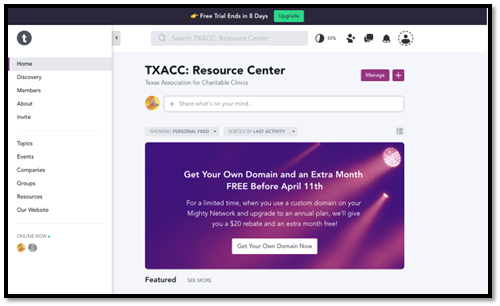 Free Trial Ends in 8 Days Upgrade
t
Search TXACC: Resource Center
55%
Home
Discovery
Members
About
Invite
Topics
Events
Companies
Groups
Resources
Our Website
ONLINE NOW
TXACC: Resource Center
Texas Association for Charitable Clinics
Manage +
+ Share what's on your mind...
SHOWING PERSONAL FEED
SORTED BY LAST ACTIVITY
Get Your Own Domain and an Extra Month
FREE Before April 11th
For a limited time, when you use a custom domain on your
Mighty Network and upgrade to an annual plan, we'll give
you a $20 rebate and an extra month free!
Get Your Own Domain Now
Featured SEE MORE